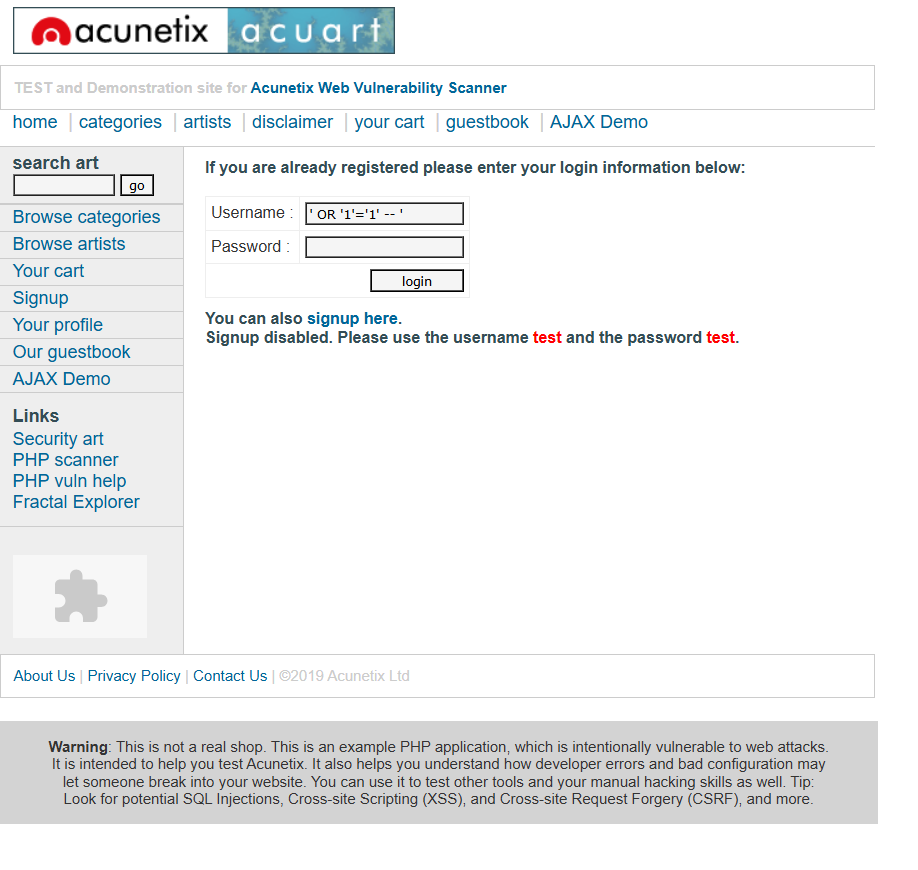 acunetix acuart
TEST and Demonstration site for Acunetix Web Vulnerability Scanner
home | categories | artists | disclaimer | your cart | guestbook | AJAX Demo
search art
go
Browse categories
Browse artists
Your cart
Signup
Your profile
Our guestbook
AJAX Demo
Links
Security art
PHP scanner
PHP vuln help
Fractal Explorer
If you are already registered please enter your login information below:
Username : ' OR '1'='1' -- '
Password :
login
You can also signup here.
Signup disabled. Please use the username test and the password test.
About Us | Privacy Policy | Contact Us | ©2019 Acunetix Ltd
Warning: This is not a real shop. This is an example PHP application, which is intentionally vulnerable to web attacks.
It is intended to help you test Acunetix. It also helps you understand how developer errors and bad configuration may
let someone break into your website. You can use it to test other tools and your manual hacking skills as well. Tip:
Look for potential SQL Injections, Cross-site Scripting (XSS), and Cross-site Request Forgery (CSRF), and more.